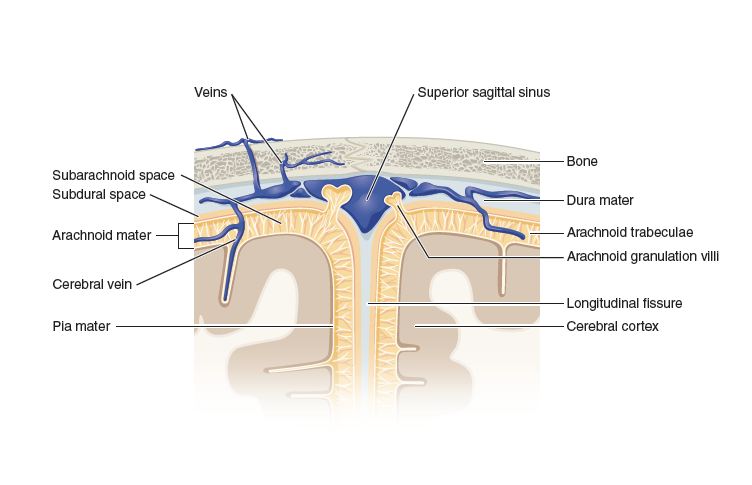 Veins
Superior sagittal sinus
Subarachnoid space
Subdural space
Arachnoid mater
Cerebral vein
Pia mater
Bone
Dura mater
Arachnoid trabeculae
Arachnoid granulation villi
Longitudinal fissure
Cerebral cortex